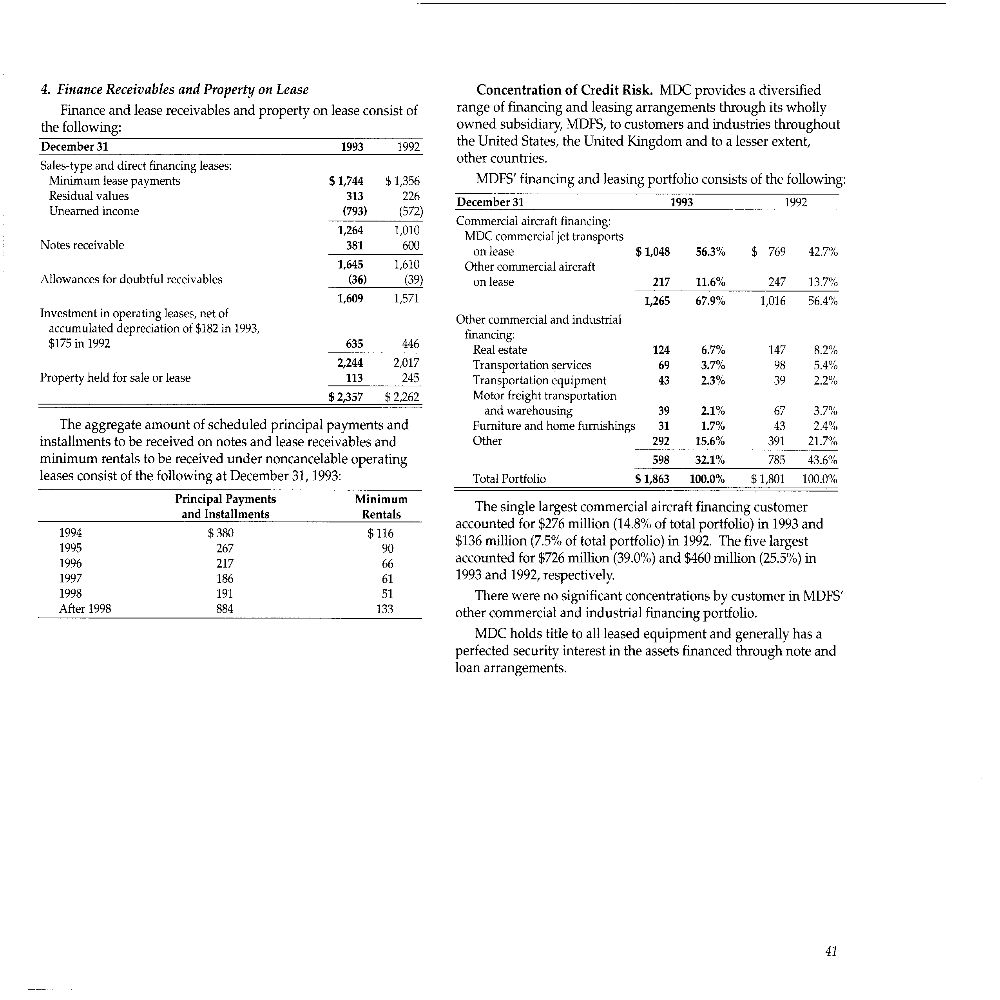 4. Finance Receivables and Property on Lease
Finance and lease receivables and property on lease consist of
the following:
December 31 1993 1992
Sales-type and direct financing leases:
Minimum lease payments $ 1,744 $ 1,356
Residual values 313 226
Unearned income (793) (572)
1,264 1,010
Notes receivable 381 600
1,645 1,610
Allowances for doubtful receivables (36) (39)
1,609 1,571
Investment in operating leases, net of
accumulated depreciation of $182 in 1993,
$175 in 1992 635 446
2,244 2,017
Property held for sale or lease 113 245
$ 2,357 $ 2,262
The aggregate amount of scheduled principal payments and
installments to be received on notes and lease receivables and
minimum rentals to be received under noncancelable operating
leases consist of the following at December 31, 1993:
Principal Payments Minimum
and Installments Rentals
1994 $ 380 $ 116
1995 267 90
1996 217 66
1997 186 61
1998 191 51
After 1998 884 133
Concentration of Credit Risk. MDC provides a diversified
range of financing and leasing arrangements through its wholly
owned subsidiary, MDFS, to customers and industries throughout
the United States, the United Kingdom and to a lesser extent,
other countries.
MDFS' financing and leasing portfolio consists of the following:
December 31 1993 1992
Commercial aircraft financing:
MDC commercial jet transports
on lease $ 1,048 56.3% $ 769 42.7%
Other commercial aircraft
on lease 217 11.6% 247 13.7%
1,265 67.9% 1,016 56.4%
Other commercial and industrial
financing:
Real estate 124 6.7% 147 8.2%
Transportation services 69 3.7% 98 5.4%
Transportation equipment 43 2.3% 39 2.2%
Motor freight transportation
and warehousing 39 2.1% 67 3.7%
Furniture and home furnishings 31 1.7% 43 2.4%
Other 292 15.6% 391 21.7%
598 32.1% 785 43.6%
Total Portfolio $ 1,863 100.0% $ 1,801 100.0%
The single largest commercial aircraft financing customer
accounted for $276 million (14.8% of total portfolio) in 1993 and
$136 million (7.5% of total portfolio) in 1992. The five largest
accounted for $726 million (39.0%) and $460 million (25.5%) in
1993 and 1992, respectively.
There were no significant concentrations by customer in MDFS'
other commercial and industrial financing portfolio.
MDC holds title to all leased equipment and generally has a
perfected security interest in the assets financed through note and
loan arrangements.
41